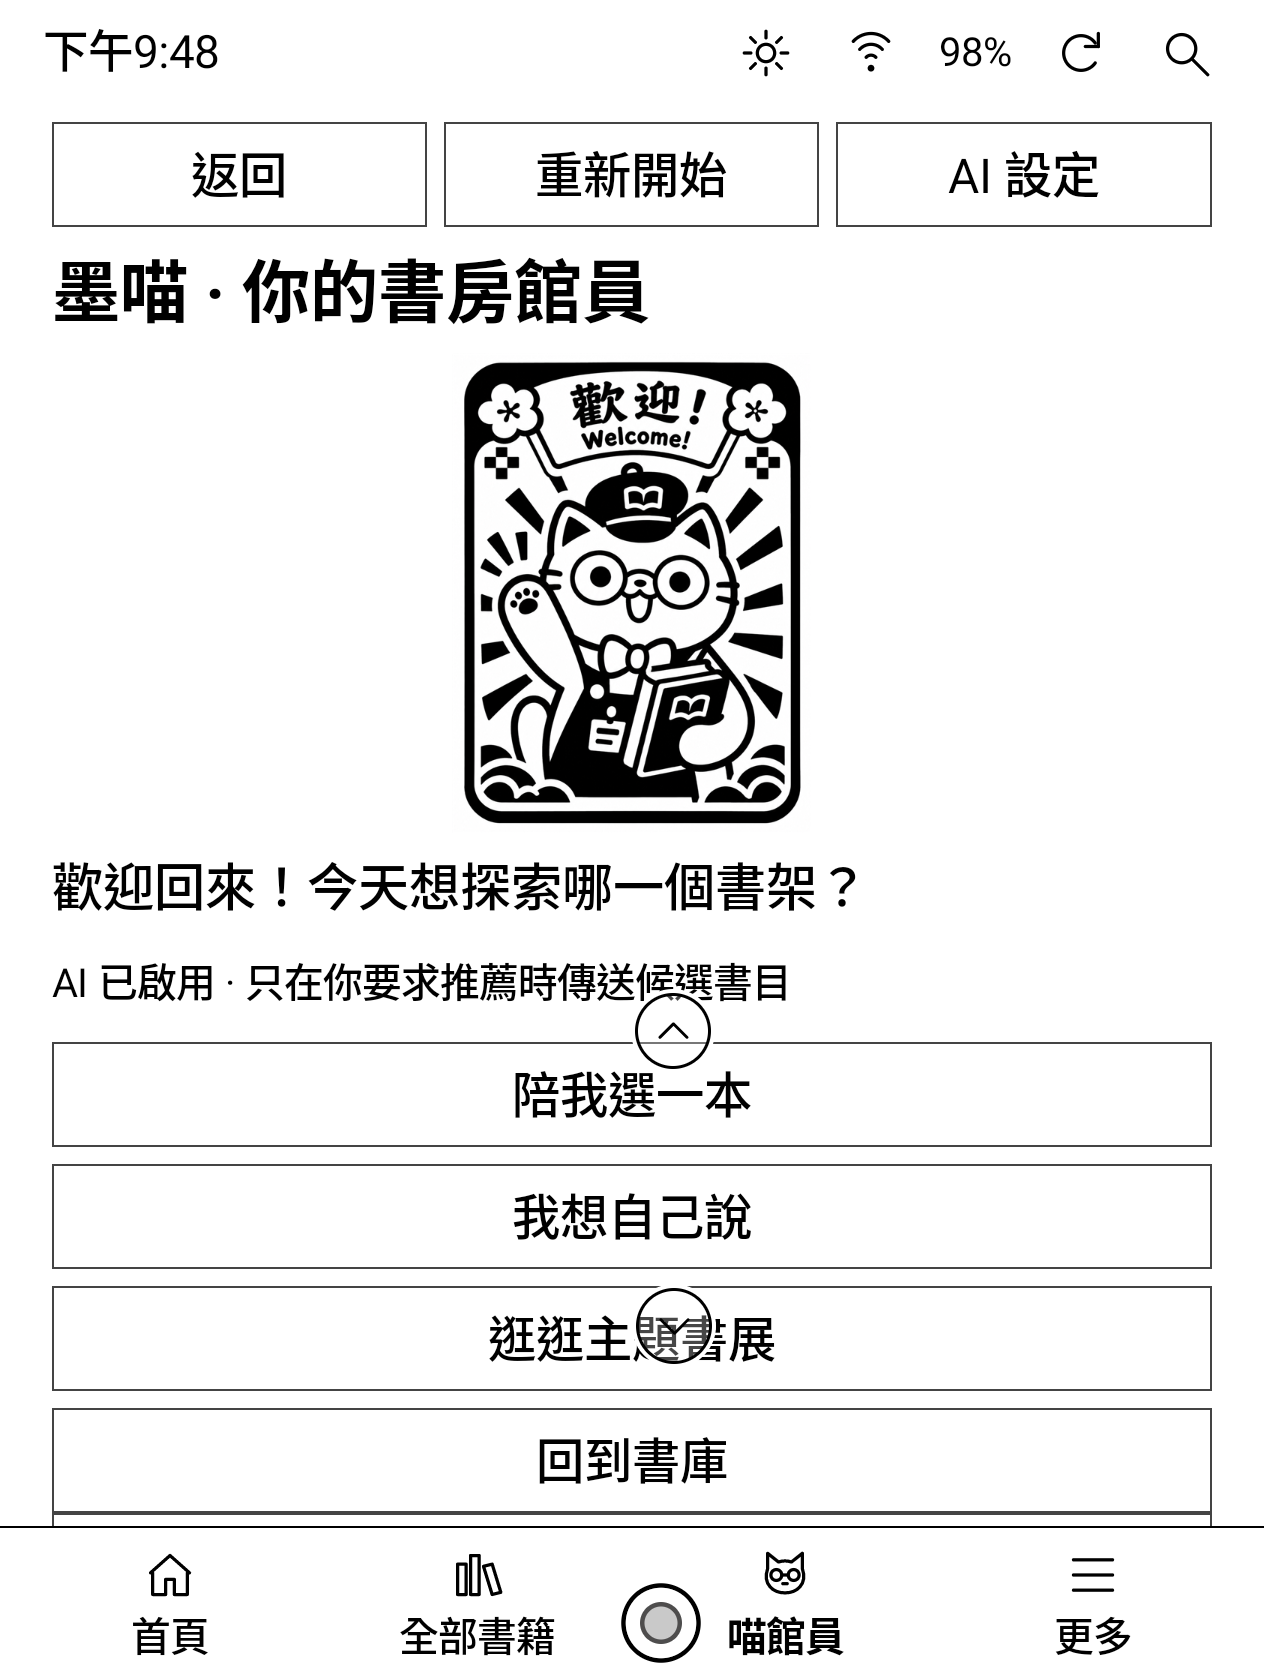 下午9:48 98%
返回 重新開始 AI 設定
墨喵 · 你的書房館員
歡迎!
Welcome!
歡迎回來！今天想探索哪一個書架？
AI 已啟用 · 只在你要求推薦時傳送候選書目
陪我選一本
我想自己說
逛逛主題書展
回到書庫
首頁 全部書籍 喵館員 更多